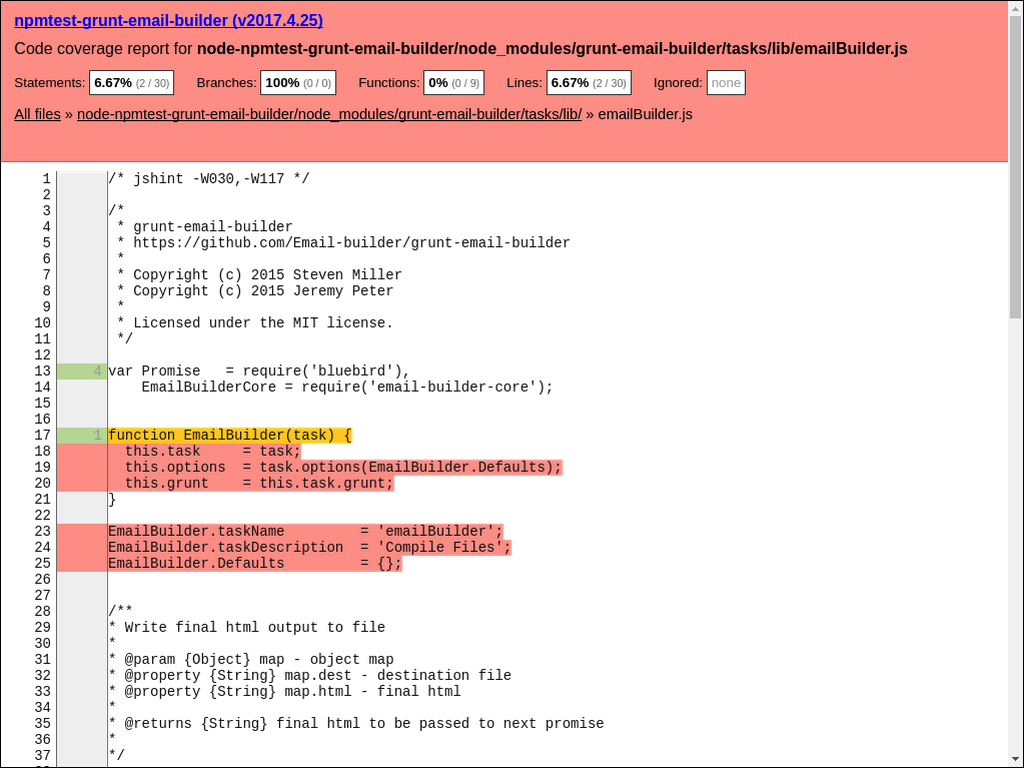 npmtest-grunt-email-builder (v2017.4.25)
Code coverage report for node-npmtest-grunt-email-builder/node_modules/grunt-email-builder/tasks/lib/emailBuilder.js
Statements: 6.67% (2 / 30) Branches: 100% (0 / 0) Functions: 0% (0 / 9) Lines: 6.67% (2 / 30) Ignored: none
All files » node-npmtest-grunt-email-builder/node_modules/grunt-email-builder/tasks/lib/ » emailBuilder.js
1 /* jshint -W030,-W117 */
2
3 /*
4 * grunt-email-builder
5 * https://github.com/Email-builder/grunt-email-builder
6 *
7 * Copyright (c) 2015 Steven Miller
8 * Copyright (c) 2015 Jeremy Peter
9 *
10 * Licensed under the MIT license.
11 */
12
13 4 var Promise   = require('bluebird'),
14     EmailBuilderCore = require('email-builder-core');
15
16
17 1 function EmailBuilder(task) {
18   this.task     = task;
19   this.options  = task.options(EmailBuilder.Defaults);
20   this.grunt    = this.task.grunt;
21 }
22
23 EmailBuilder.taskName         = 'emailBuilder';
24 EmailBuilder.taskDescription  = 'Compile Files';
25 EmailBuilder.Defaults         = {};
26
27
28 /**
29 * Write final html output to file
30 *
31 * @param {Object} map - object map
32 * @property {String} map.dest - destination file
33 * @property {String} map.html - final html
34 *
35 * @returns {String} final html to be passed to next promise
36 *
37 */